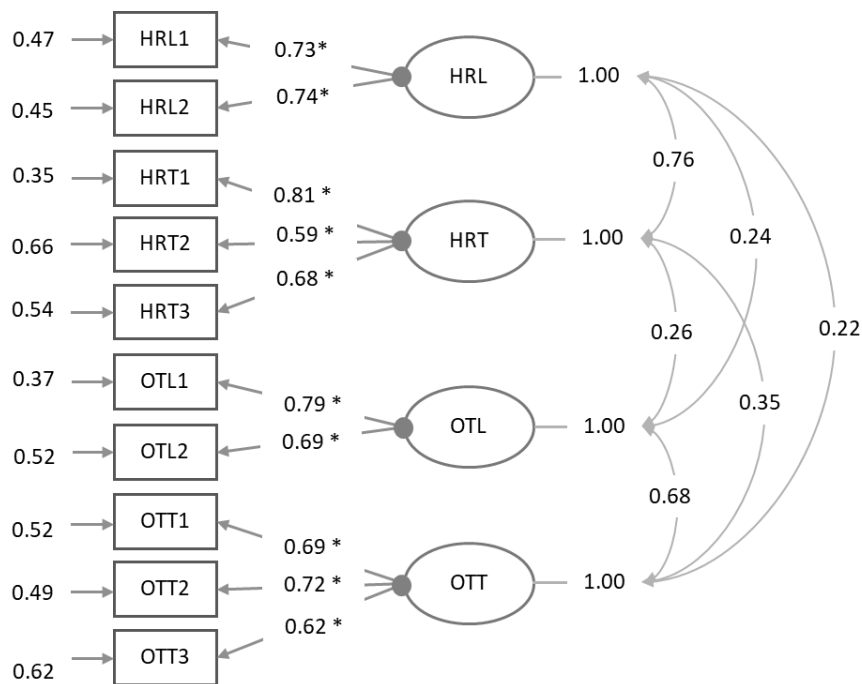 0.47 HRL1 0.73* HRL 1.00
0.45 HRL2 0.74*
0.76
0.35 HRT1 0.81 *
0.66 HRT2 0.59 * HRT 1.00 0.24
0.54 HRT3 0.68 *
0.26 0.22
0.37 OTL1 0.79 *
0.35
OTL 1.00
0.52 OTL2 0.69 *
0.68
0.52 OTT1 0.69 *
0.49 OTT2 0.72 * OTT 1.00
0.62 OTT3 0.62 *